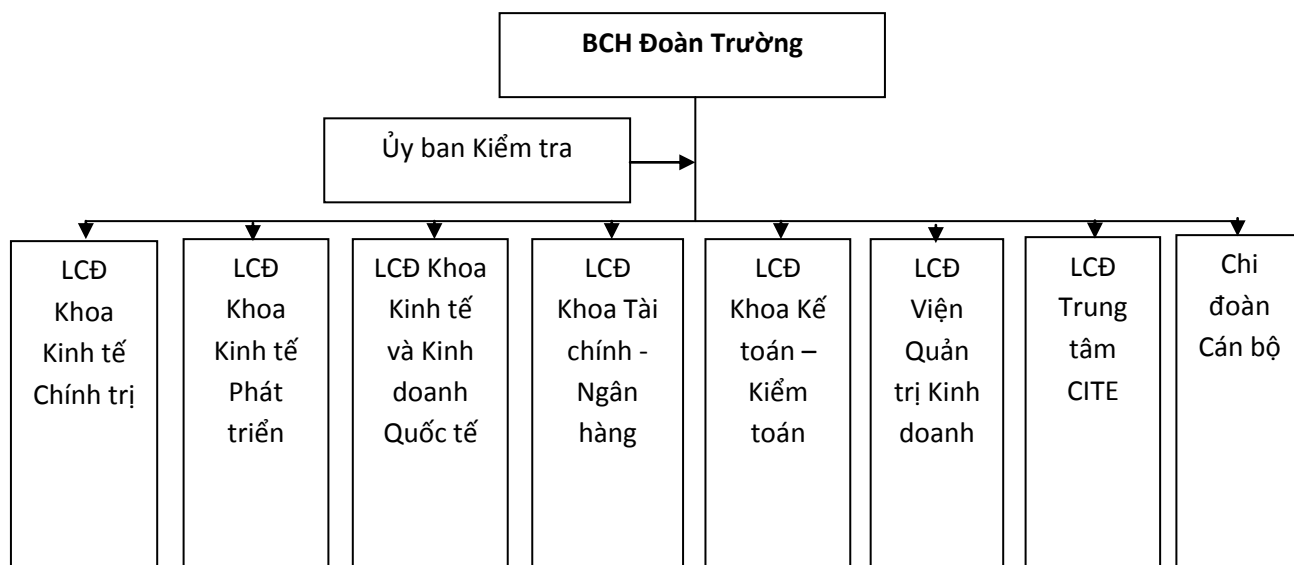 BCH Đoàn Trường
Ủy ban Kiểm tra
LCĐ
Khoa
Kinh tế
Chính trị
LCĐ
Khoa
Kinh tế
Phát
triển
LCĐ Khoa
Kinh tế
và Kinh
doanh
Quốc tế
LCĐ
Khoa Tài
chính -
Ngân
hàng
LCĐ
Khoa Kế
toán –
Kiểm
toán
LCĐ
Viện
Quản
trị Kinh
doanh
LCĐ
Trung
tâm
CITE
Chi
đoàn
Cán bộ